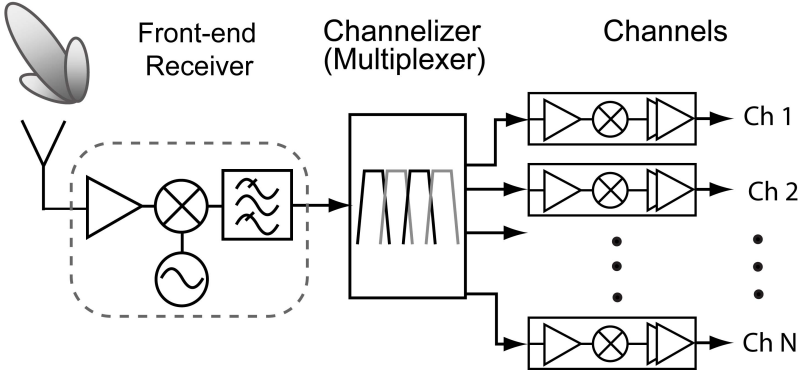 Front-end
Receiver
Channelizer
(Multiplexer)
Channels
Ch 1
Ch 2
Ch N